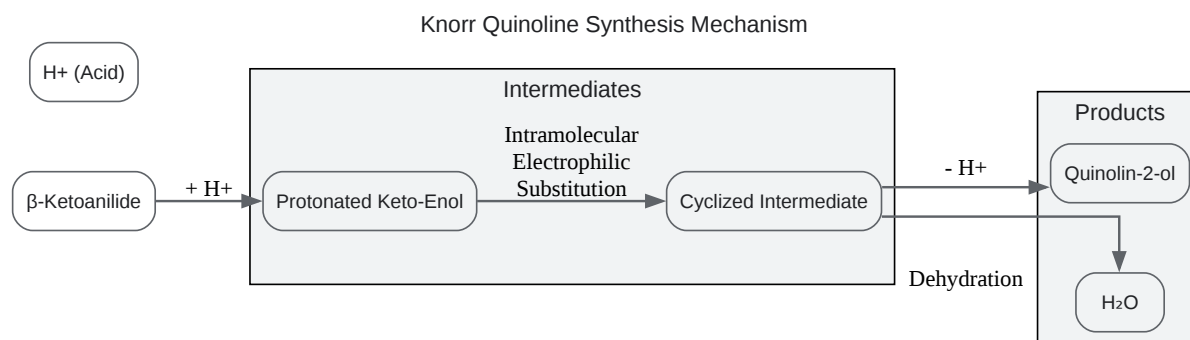 Knorr Quinoline Synthesis Mechanism
H+ (Acid)
β-Ketoanilide
+ H+
Intermediates
Protonated Keto-Enol
Intramolecular
Electrophilic
Substitution
Cyclized Intermediate
- H+
Dehydration
Products
Quinolin-2-ol
H₂O